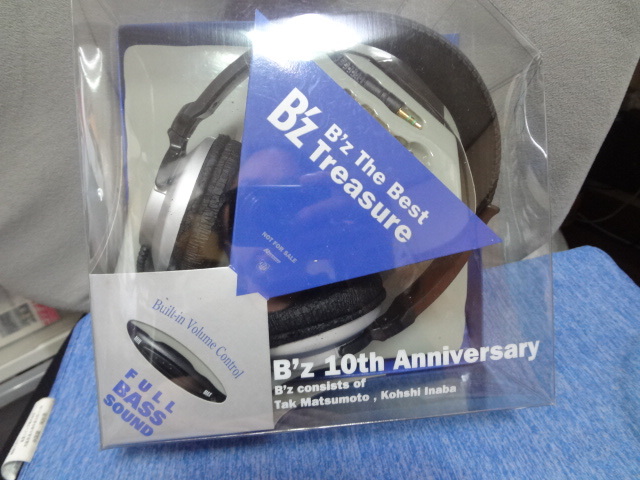 B'z
B'z The Best
Treasure
NOT FOR SALE
Built-in Volume Control
FULL
BASS
SOUND
B'z 10th Anniversary
B'z consists of
Tak Matsumoto , Kohshi Inaba